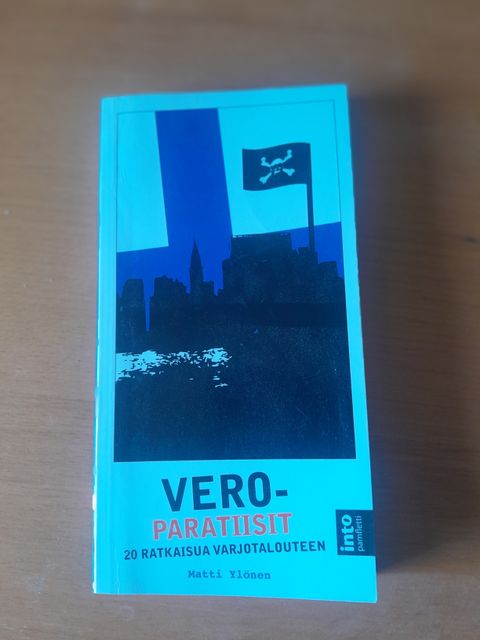 VERO-
PARATIISIT
20 RATKAISUA VARJOTALOUTEEN
Matti Ylönen
into
pamfletti